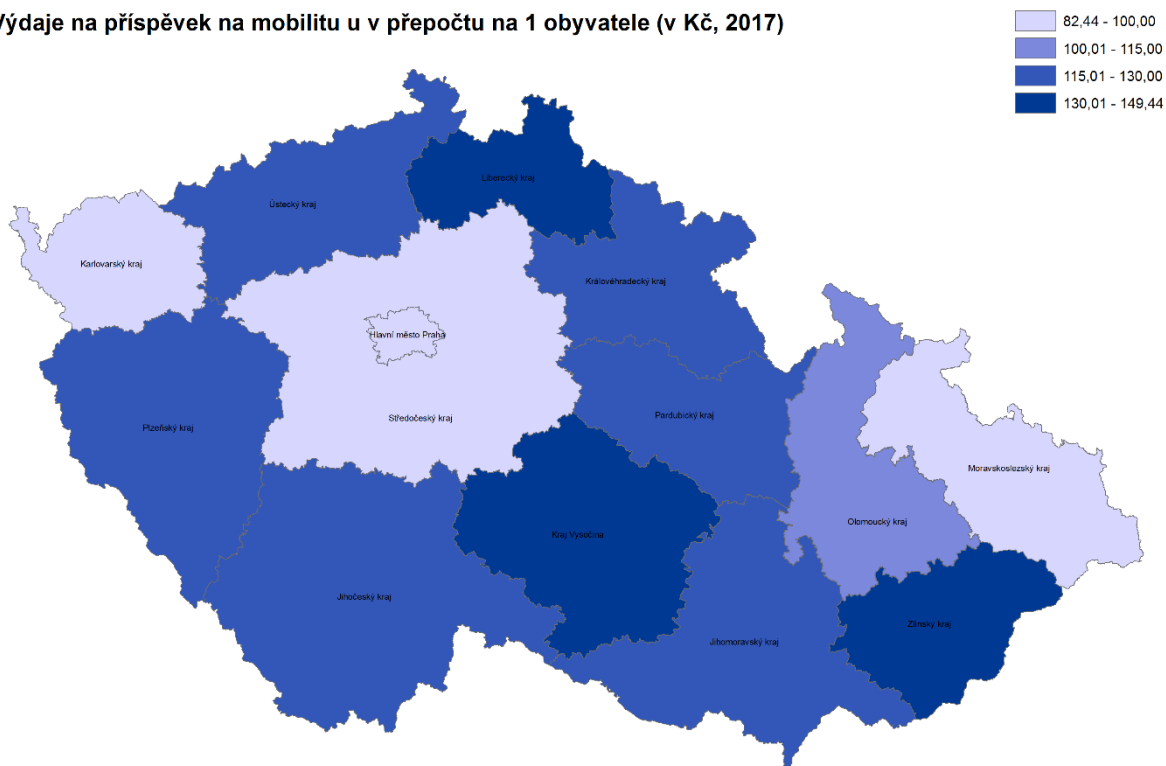 Výdaje na příspěvek na mobilitu u v přepočtu na 1 obyvatele (v Kč, 2017)
82,44 - 100,00
100,01 - 115,00
115,01 - 130,00
130,01 - 149,44
Liberecký kraj
Ústecký kraj
Karlovarský kraj
Královéhradecký kraj
Hlavní město Praha
Středočeský kraj
Pardubický kraj
Plzeňský kraj
Moravskoslezský kraj
Olomoucký kraj
Kraj Vysočina
Jihočeský kraj
Zlínský kraj
Jihomoravský kraj